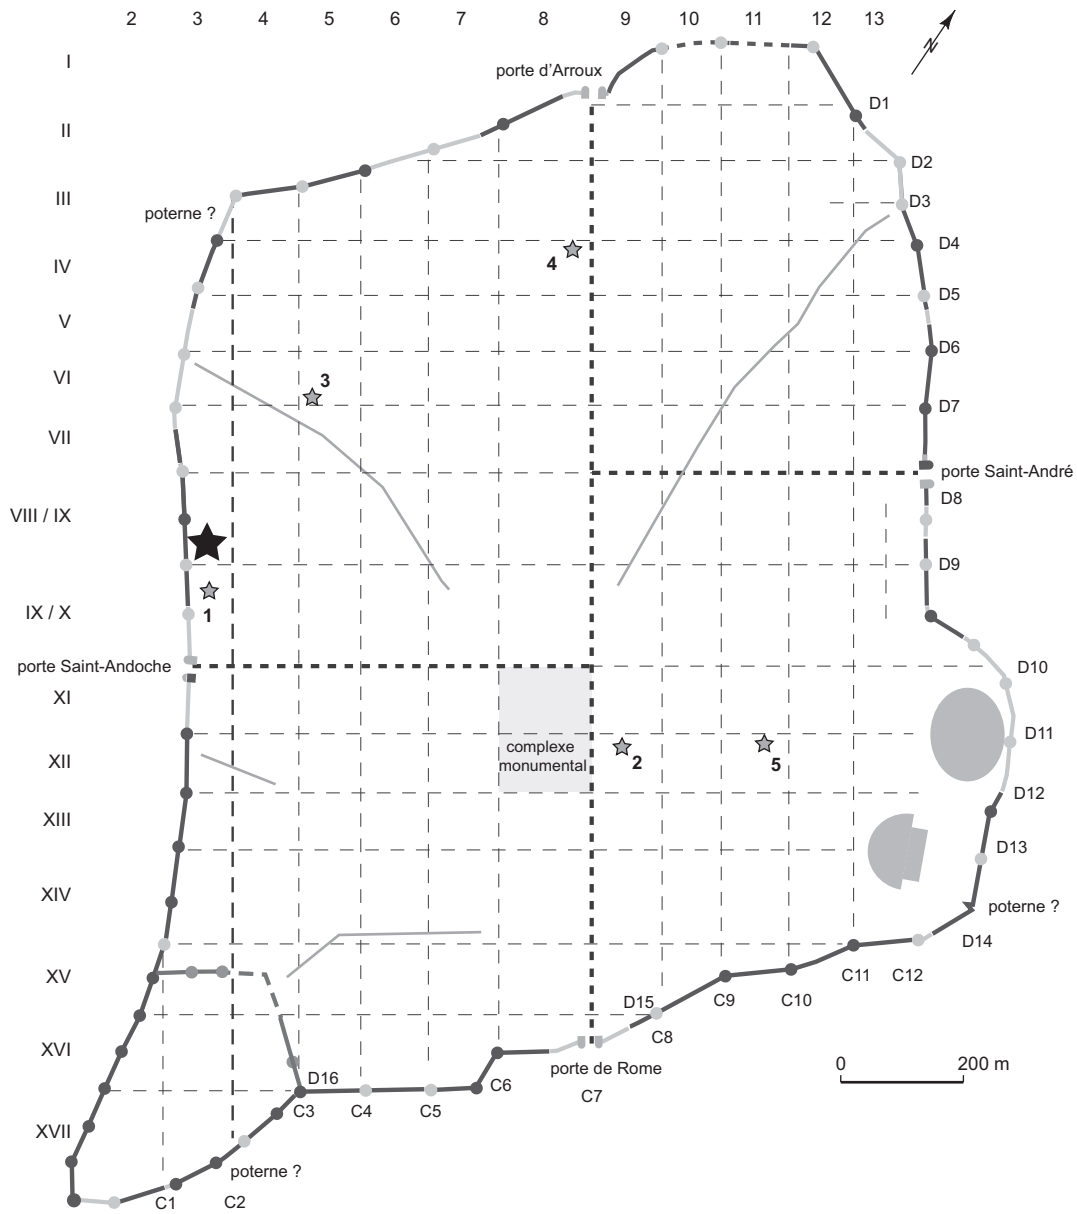 2 3 4 5 6 7 8 9 10 11 12 13
N
I
porte d'Arroux
D1
II
D2
III
D3
poterne ?
D4
IV
4
D5
V
D6
VI
3
D7
VII
porte Saint-André
D8
VIII / IX
D9
IX / X
1
porte Saint-Andoche
D10
XI
D11
complexe
monumental
XII
2
5
D12
XIII
D13
XIV
poterne ?
D14
XV
C11
C12
C9
C10
D15
C8
XVI
porte de Rome
0
200 m
D16
C6
C7
C3
C4
C5
XVII
poterne ?
C1
C2